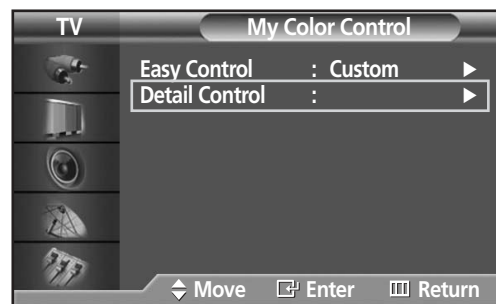 TV
My Color Control
Easy Control : Custom
Detail Control :
Move Enter Return